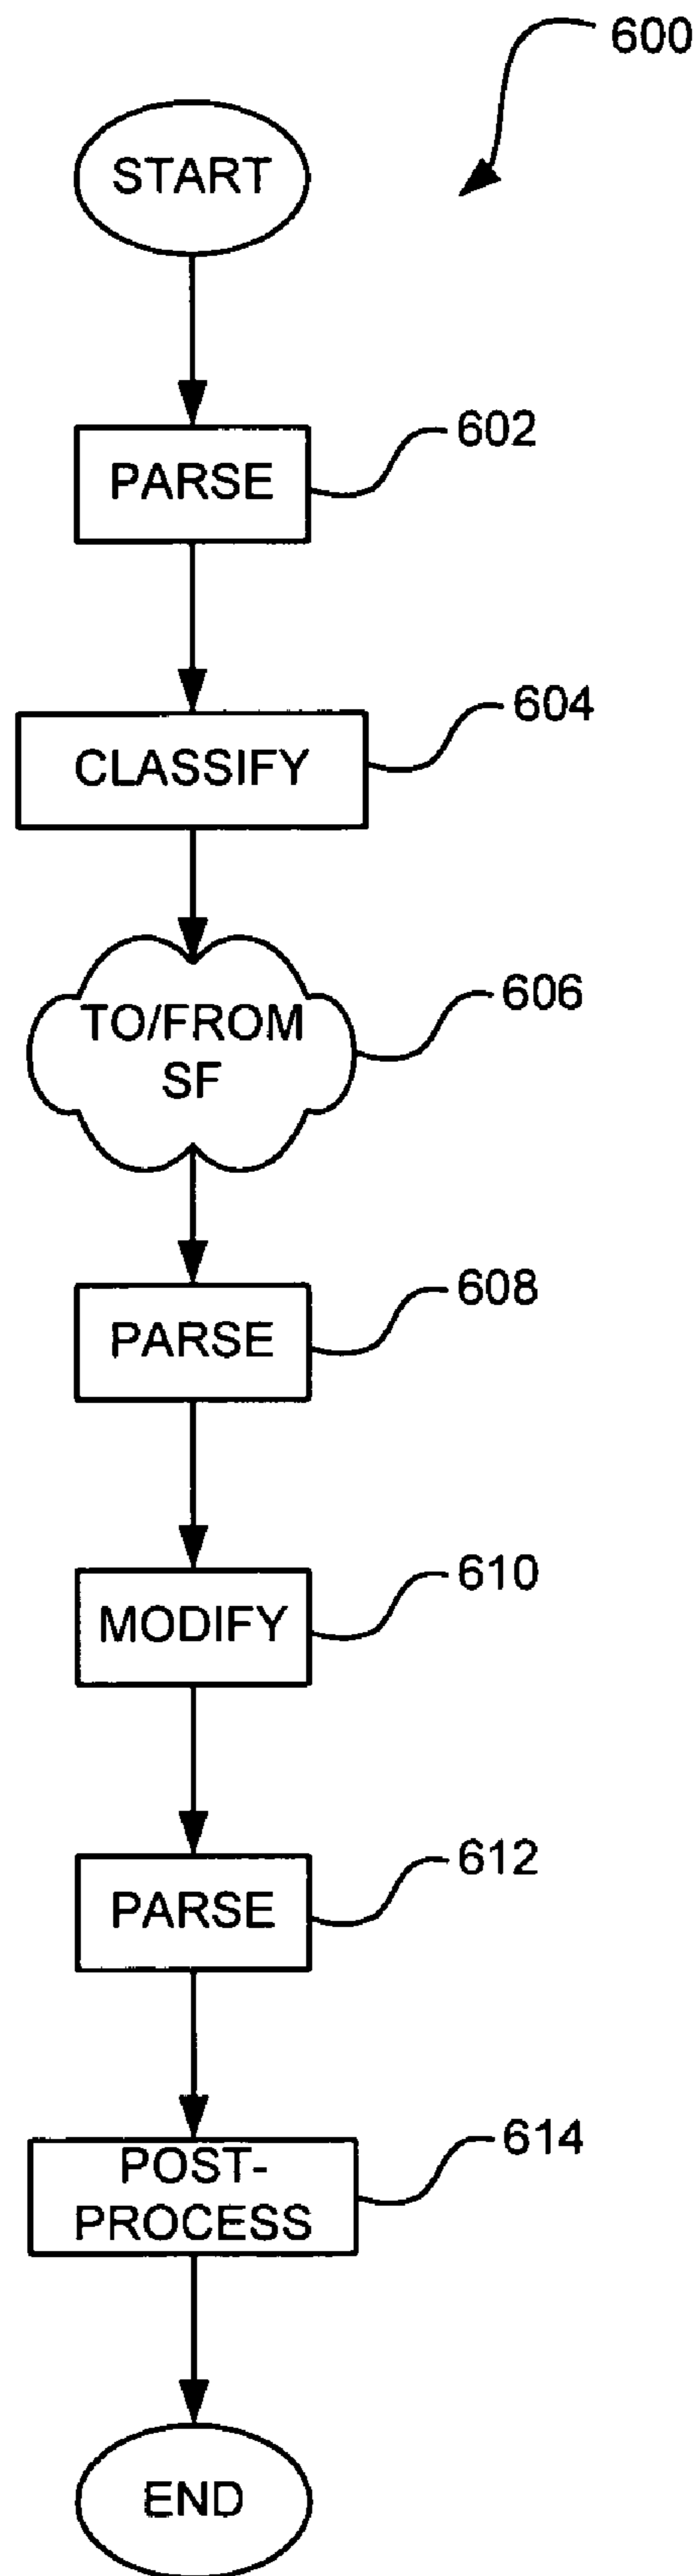 600
START
PARSE
602
CLASSIFY
604
TO/FROM
SF
606
PARSE
608
MODIFY
610
PARSE
612
POST-
PROCESS
614
END